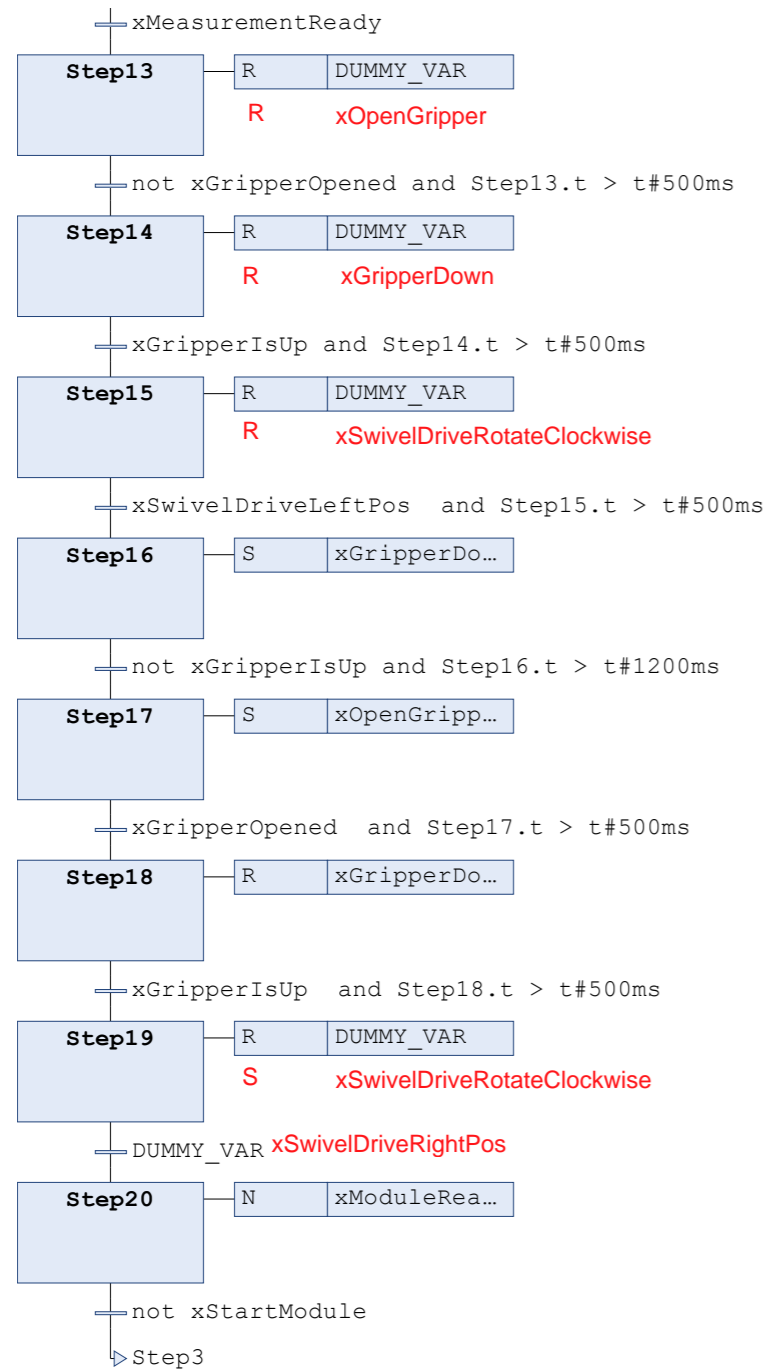 xMeasurementReady
Step13 R DUMMY_VAR
R xOpenGripper
not xGripperOpened and Step13.t > t#500ms
Step14 R DUMMY_VAR
R xGripperDown
xGripperIsUp and Step14.t > t#500ms
Step15 R DUMMY_VAR
R xSwivelDriveRotateClockwise
xSwivelDriveLeftPos and Step15.t > t#500ms
Step16 S xGripperDo…
not xGripperIsUp and Step16.t > t#1200ms
Step17 S xOpenGripp…
xGripperOpened and Step17.t > t#500ms
Step18 R xGripperDo…
xGripperIsUp and Step18.t > t#500ms
Step19 R DUMMY_VAR
S xSwivelDriveRotateClockwise
DUMMY_VAR xSwivelDriveRightPos
Step20 N xModuleRea…
not xStartModule
Step3